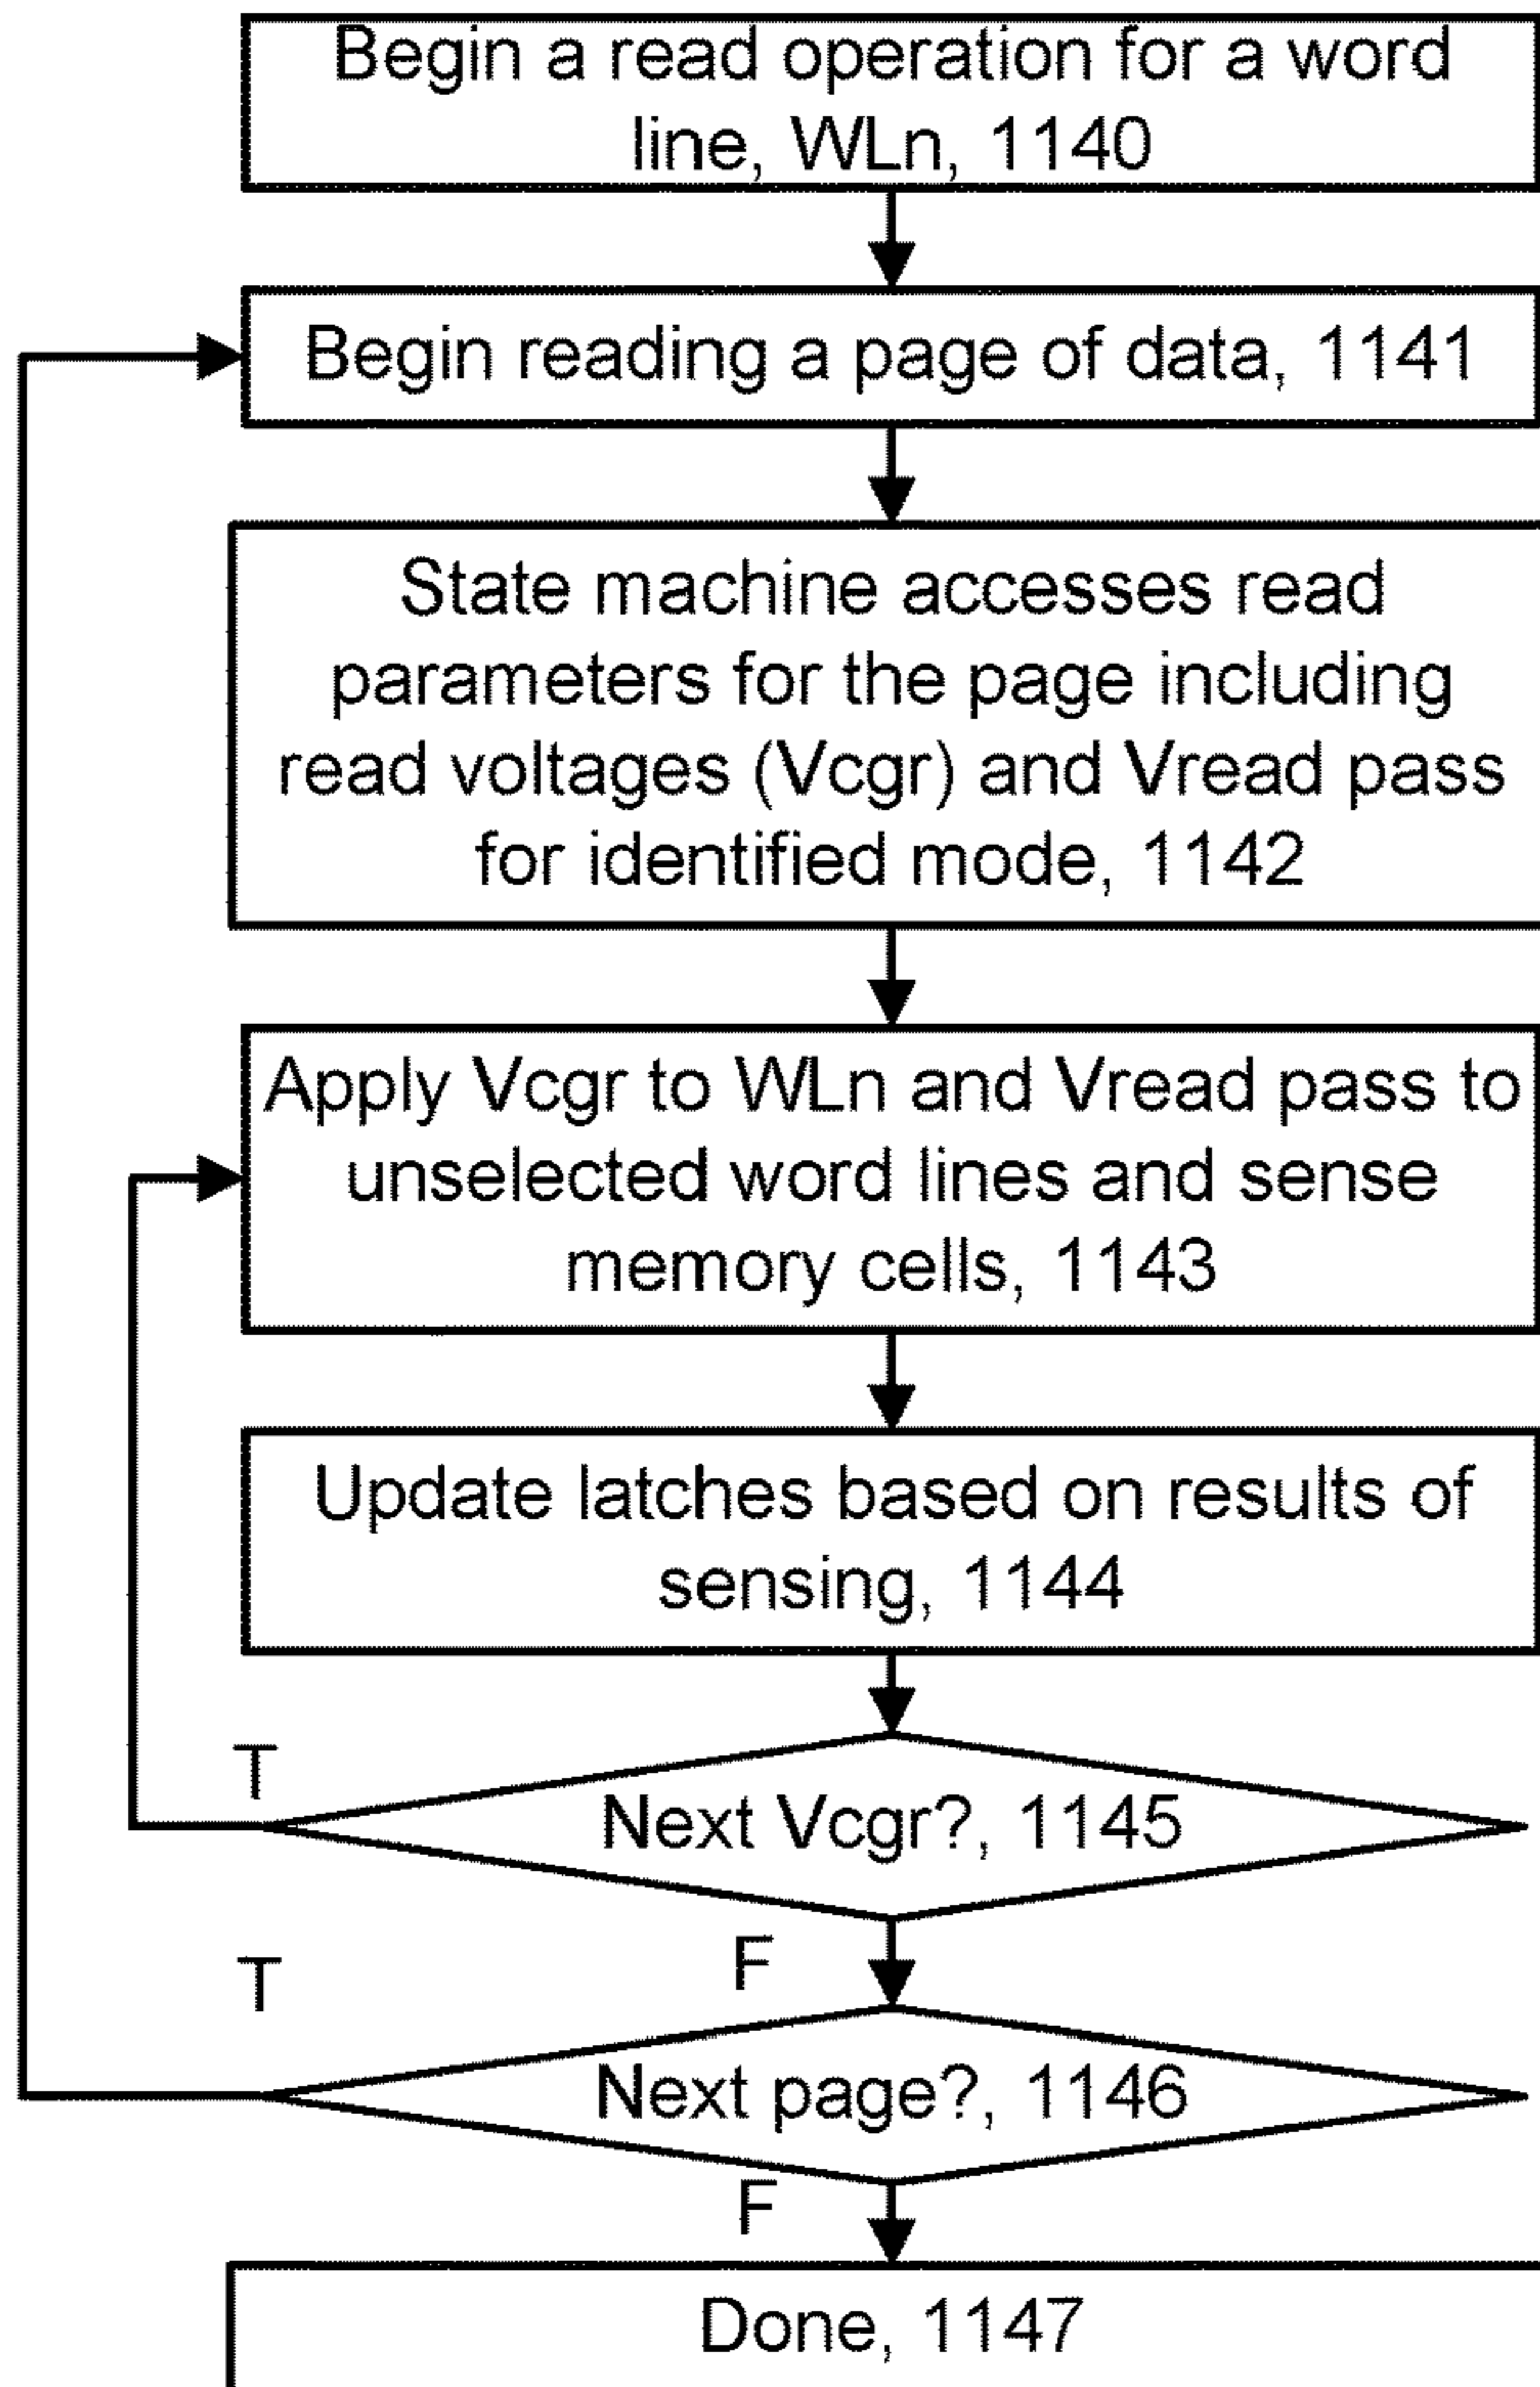 Begin a read operation for a word
line, WLn, 1140
Begin reading a page of data, 1141
State machine accesses read
parameters for the page including
read voltages (Vcgr) and Vread pass
for identified mode, 1142
Apply Vcgr to WLn and Vread pass to
unselected word lines and sense
memory cells, 1143
Update latches based on results of
sensing, 1144
T
Next Vcgr?, 1145
F
T
Next page?, 1146
F
Done, 1147